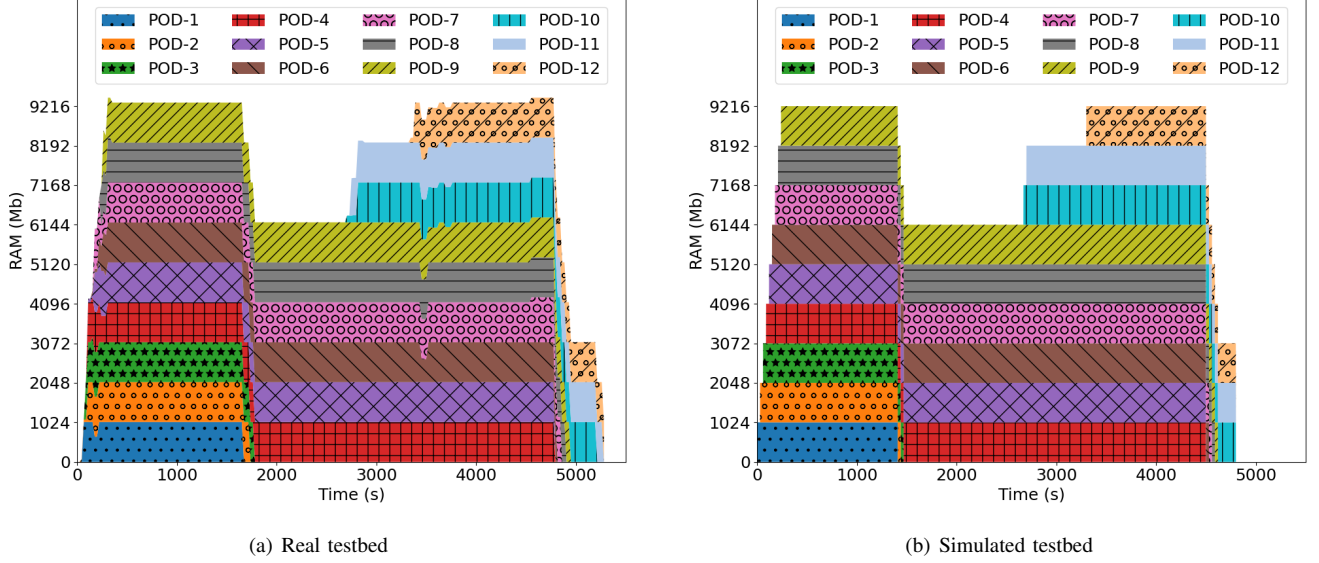 POD-1 POD-4 POD-7 POD-10
POD-2 POD-5 POD-8 POD-11
POD-3 POD-6 POD-9 POD-12
9216
8192
7168
6144
5120
4096
3072
2048
1024
0
RAM (Mb)
0 1000 2000 3000 4000 5000
Time (s)
(a) Real testbed
POD-1 POD-4 POD-7 POD-10
POD-2 POD-5 POD-8 POD-11
POD-3 POD-6 POD-9 POD-12
9216
8192
7168
6144
5120
4096
3072
2048
1024
0
RAM (Mb)
0 1000 2000 3000 4000 5000
Time (s)
(b) Simulated testbed